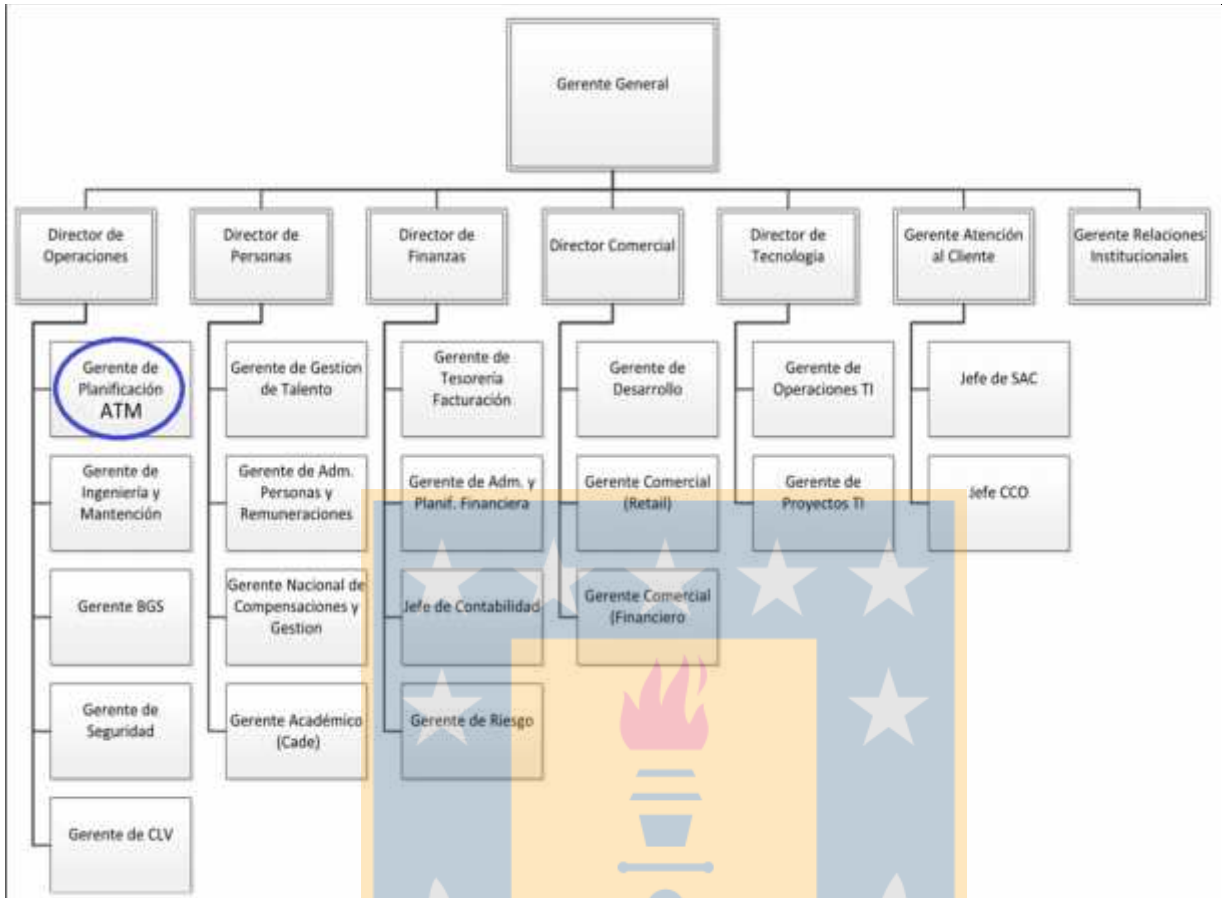 Gerente General
Director de
Operaciones
Director de
Personas
Director de
Finanzas
Director Comercial
Director de
Tecnologia
Gerente Atención
al Cliente
Gerente Relaciones
Institucionales
Gerente de
Planificación
ATM
Gerente de Gestion
de Talento
Gerente de
Tesorería
Facturación
Gerente de
Desarrollo
Gerente de
Operaciones TI
Jefe de SAC
Gerente de
Ingeniería y
Mantención
Gerente de Adm.
Personas y
Remuneraciones
Gerente de Adm. y
Planif. Financiera
Gerente Comercial
(Retail)
Gerente de
Proyectos TI
Jefe CCO
Gerente BGS
Gerente Nacional de
Compensaciones y
Gestion
Jefe de Contabilidad
Gerente Comercial
(Financiero
Gerente de
Seguridad
Gerente Académico
(Cade)
Gerente de Riesgo
Gerente de CLV